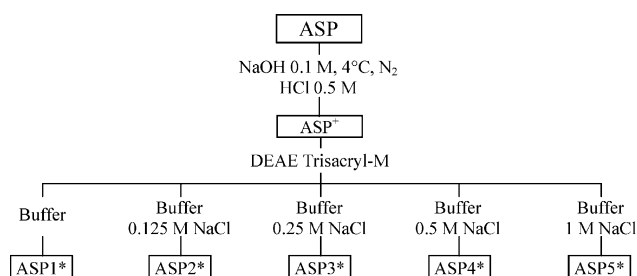 ASP
NaOH 0.1 M, 4°C, N₂
HCl 0.5 M
ASP⁺
DEAE Trisacryl-M
Buffer
Buffer
0.125 M NaCl
Buffer
0.25 M NaCl
Buffer
0.5 M NaCl
Buffer
1 M NaCl
ASP1*
ASP2*
ASP3*
ASP4*
ASP5*